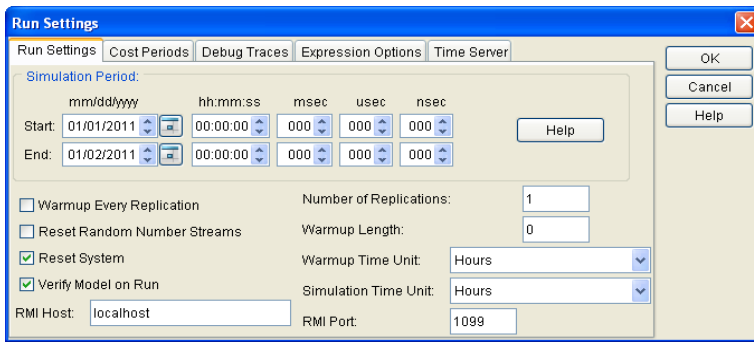 Run Settings
Run Settings Cost Periods Debug Traces Expression Options Time Server
OK
Cancel
Help
Simulation Period:
mm/dd/yyyy hh:mm:ss msec usec nsec
Start: 01/01/2011 00:00:00 000 000 000
Help
End: 01/02/2011 00:00:00 000 000 000
Warmup Every Replication
Number of Replications: 1
Reset Random Number Streams
Warmup Length: 0
Reset System
Warmup Time Unit: Hours
Verify Model on Run
Simulation Time Unit: Hours
RMI Host: localhost
RMI Port: 1099